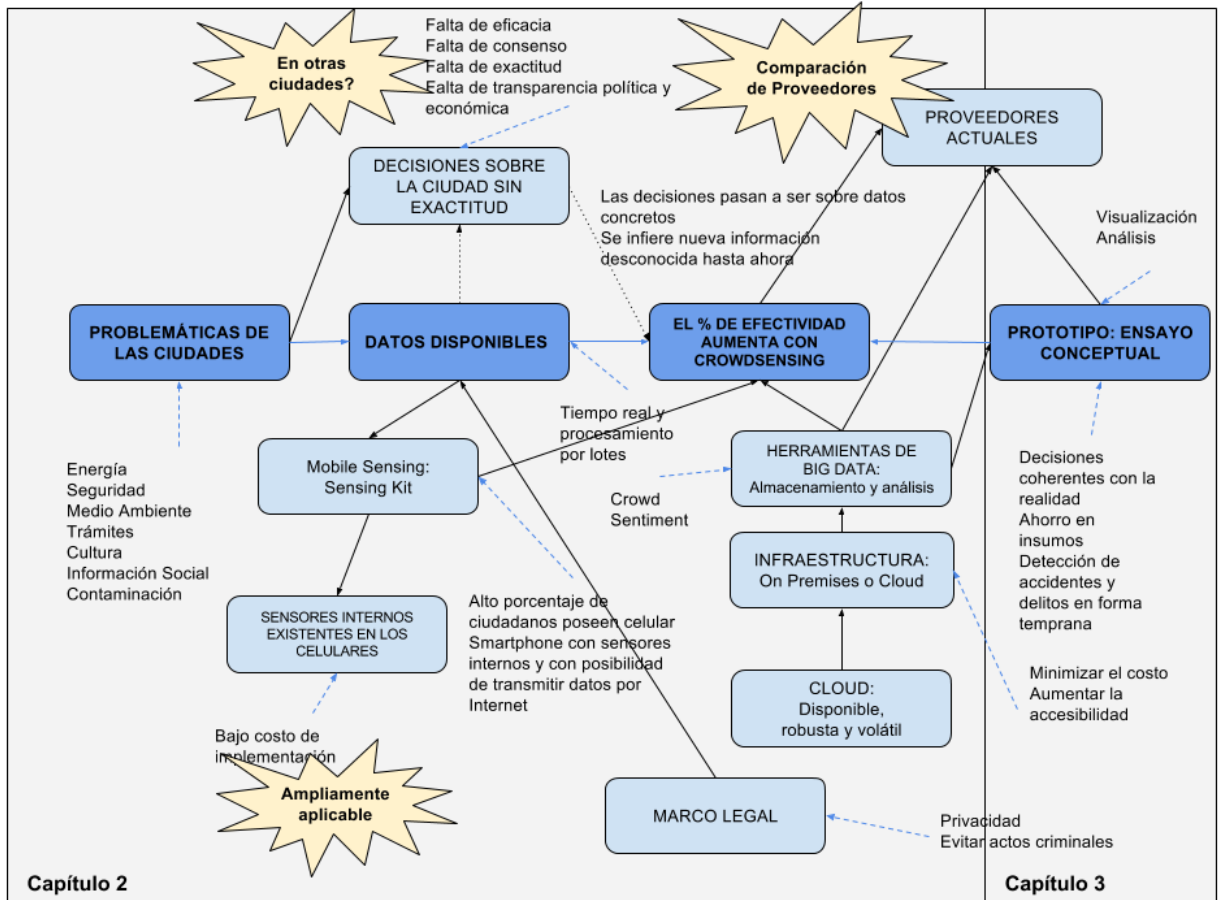 Falta de eficacia
Falta de consenso
Falta de exactitud
Falta de transparencia política y
económica
En otras
ciudades?
Comparación
de Proveedores
PROVEEDORES
ACTUALES
DECISIONES SOBRE
LA CIUDAD SIN
EXACTITUD
Las decisiones pasan a ser sobre datos
concretos
Se infiere nueva información
desconocida hasta ahora
Visualización
Análisis
PROBLEMÁTICAS DE
LAS CIUDADES
DATOS DISPONIBLES
EL % DE EFECTIVIDAD
AUMENTA CON
CROWDSENSING
PROTOTIPO: ENSAYO
CONCEPTUAL
Tiempo real y
procesamiento
por lotes
Energía
Seguridad
Medio Ambiente
Trámites
Cultura
Información Social
Contaminación
Mobile Sensing:
Sensing Kit
Crowd
Sentiment
HERRAMIENTAS DE
BIG DATA:
Almacenamiento y análisis
Decisiones
coherentes con la
realidad
Ahorro en
insumos
Detección de
accidentes y
delitos en forma
temprana
INFRAESTRUCTURA:
On Premises o Cloud
SENSORES INTERNOS
EXISTENTES EN LOS
CELULARES
Alto porcentaje de
ciudadanos poseen celular
Smartphone con sensores
internos y con posibilidad
de transmitir datos por
Internet
CLOUD:
Disponible,
robusta y volátil
Minimizar el costo
Aumentar la
accesibilidad
Bajo costo de
implementación
Ampliamente
aplicable
MARCO LEGAL
Privacidad
Evitar actos criminales
Capítulo 2
Capítulo 3